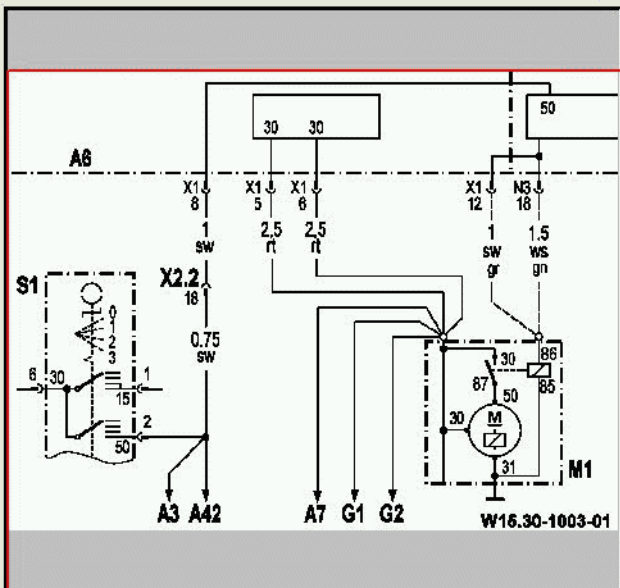 50
30 30
A6
X1 8
X1 5
X1 6
X1 12
N3 18
1 sw
2,5 rt
2,5 rt
1 sw gr
1.5 ws gn
S1
X2.2
18
0
1
2
3
0.75 sw
6 30 1
15
2
50
30 86
87 85
50
30 M
31
M1
A3 A42 A7 G1 G2
W15.30-1003-01